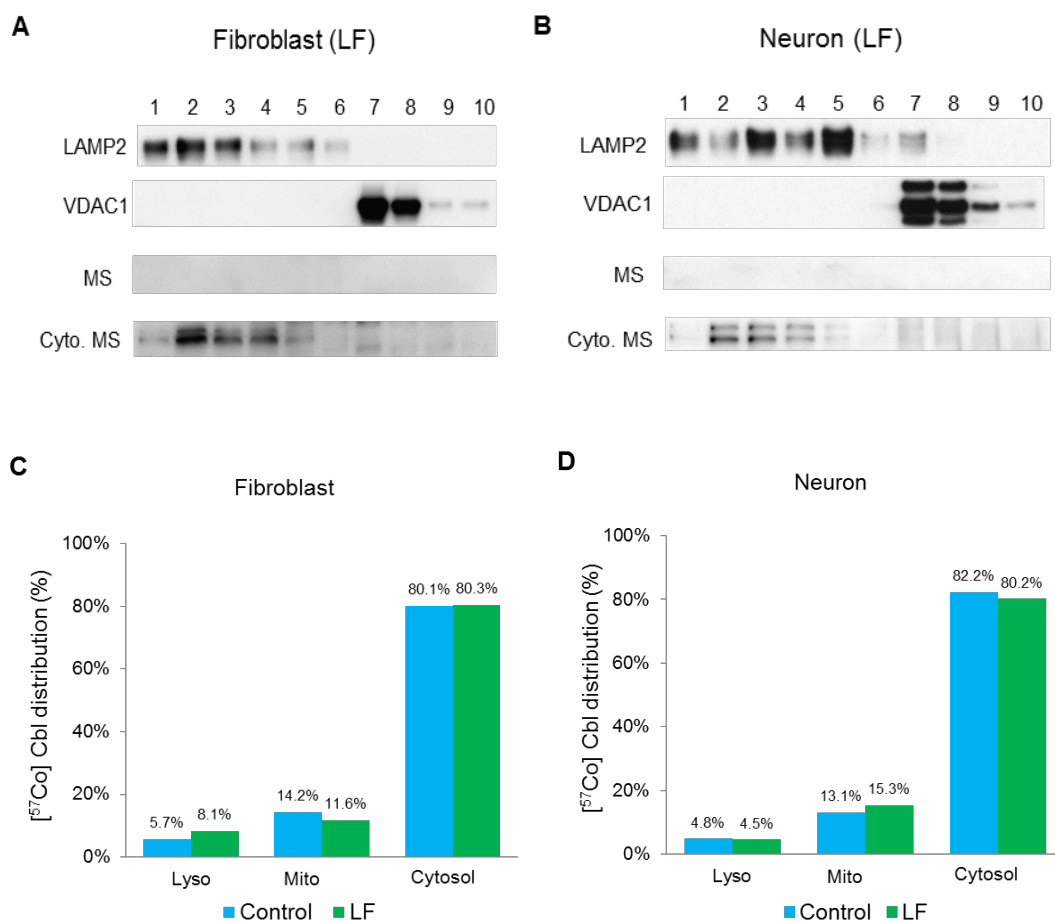 A
Fibroblast (LF)
1 2 3 4 5 6 7 8 9 10
LAMP2
VDAC1
MS
Cyto. MS
B
Neuron (LF)
1 2 3 4 5 6 7 8 9 10
LAMP2
VDAC1
MS
Cyto. MS
C
Fibroblast
[⁵⁷Co] Cbl distribution (%)
100%
80%
60%
40%
20%
0%
5.7% 8.1% 14.2% 11.6% 80.1% 80.3%
Lyso Mito Cytosol
Control LF
D
Neuron
[⁵⁷Co] Cbl distribution (%)
100%
80%
60%
40%
20%
0%
4.8% 4.5% 13.1% 15.3% 82.2% 80.2%
Lyso Mito Cytosol
Control LF